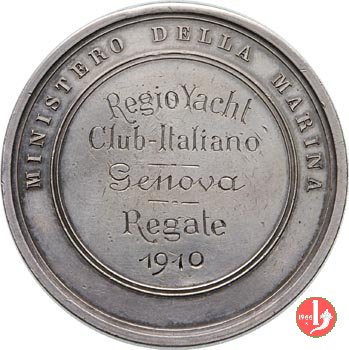 MINISTERO DELLA MARINA
Regio Yacht
Club-Italiano
Genova
Regate
1910